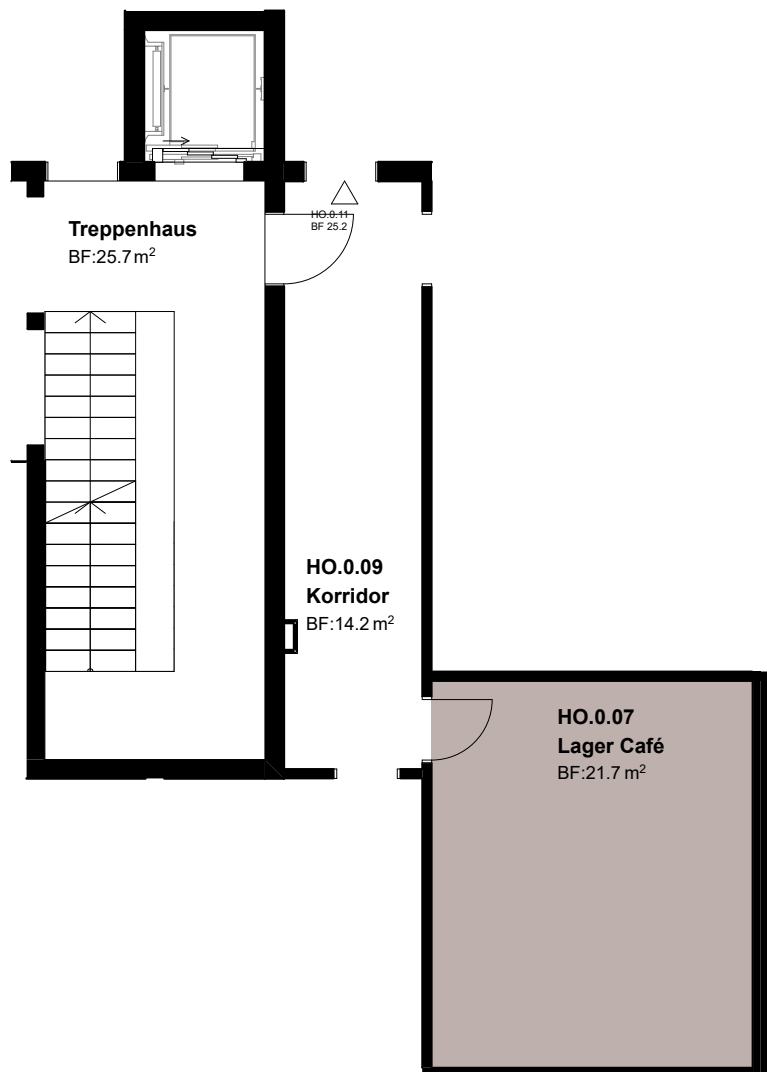 Treppenhaus
BF:25.7 m²
HO.0.11
BF 25.2
HO.0.09
Korridor
BF:14.2 m²
HO.0.07
Lager Café
BF:21.7 m²